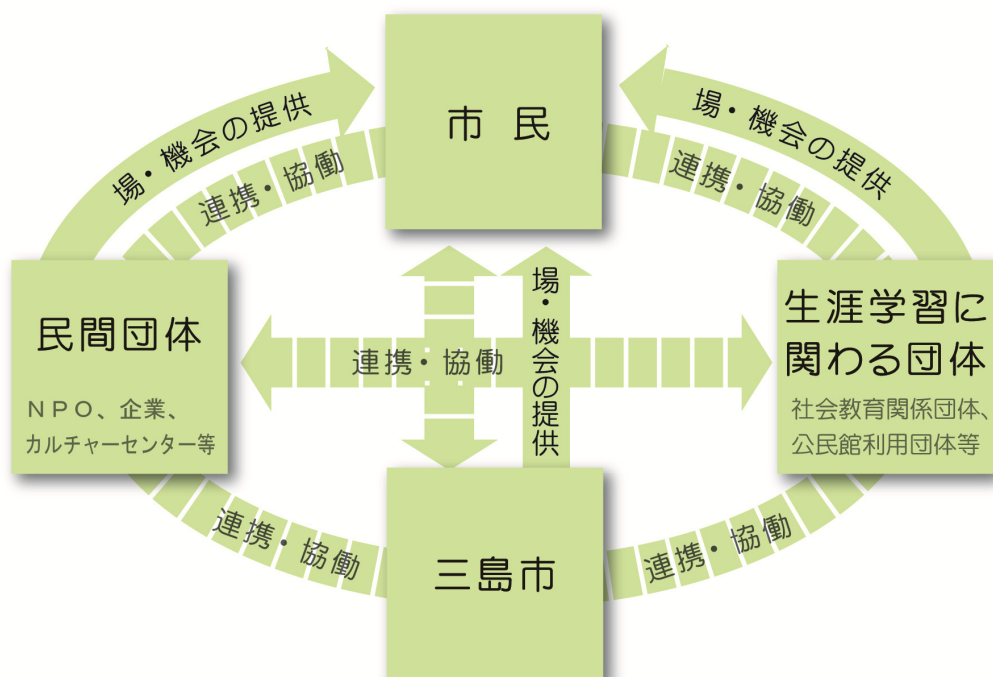 市 民
場・機会の提供
場・機会の提供
連携・協働
連携・協働
民間団体
NPO、企業、
カルチャーセンター等
連携・協働
場・機会の提供
生涯学習に
関わる団体
社会教育関係団体、
公民館利用団体等
連携・協働
連携・協働
三島市